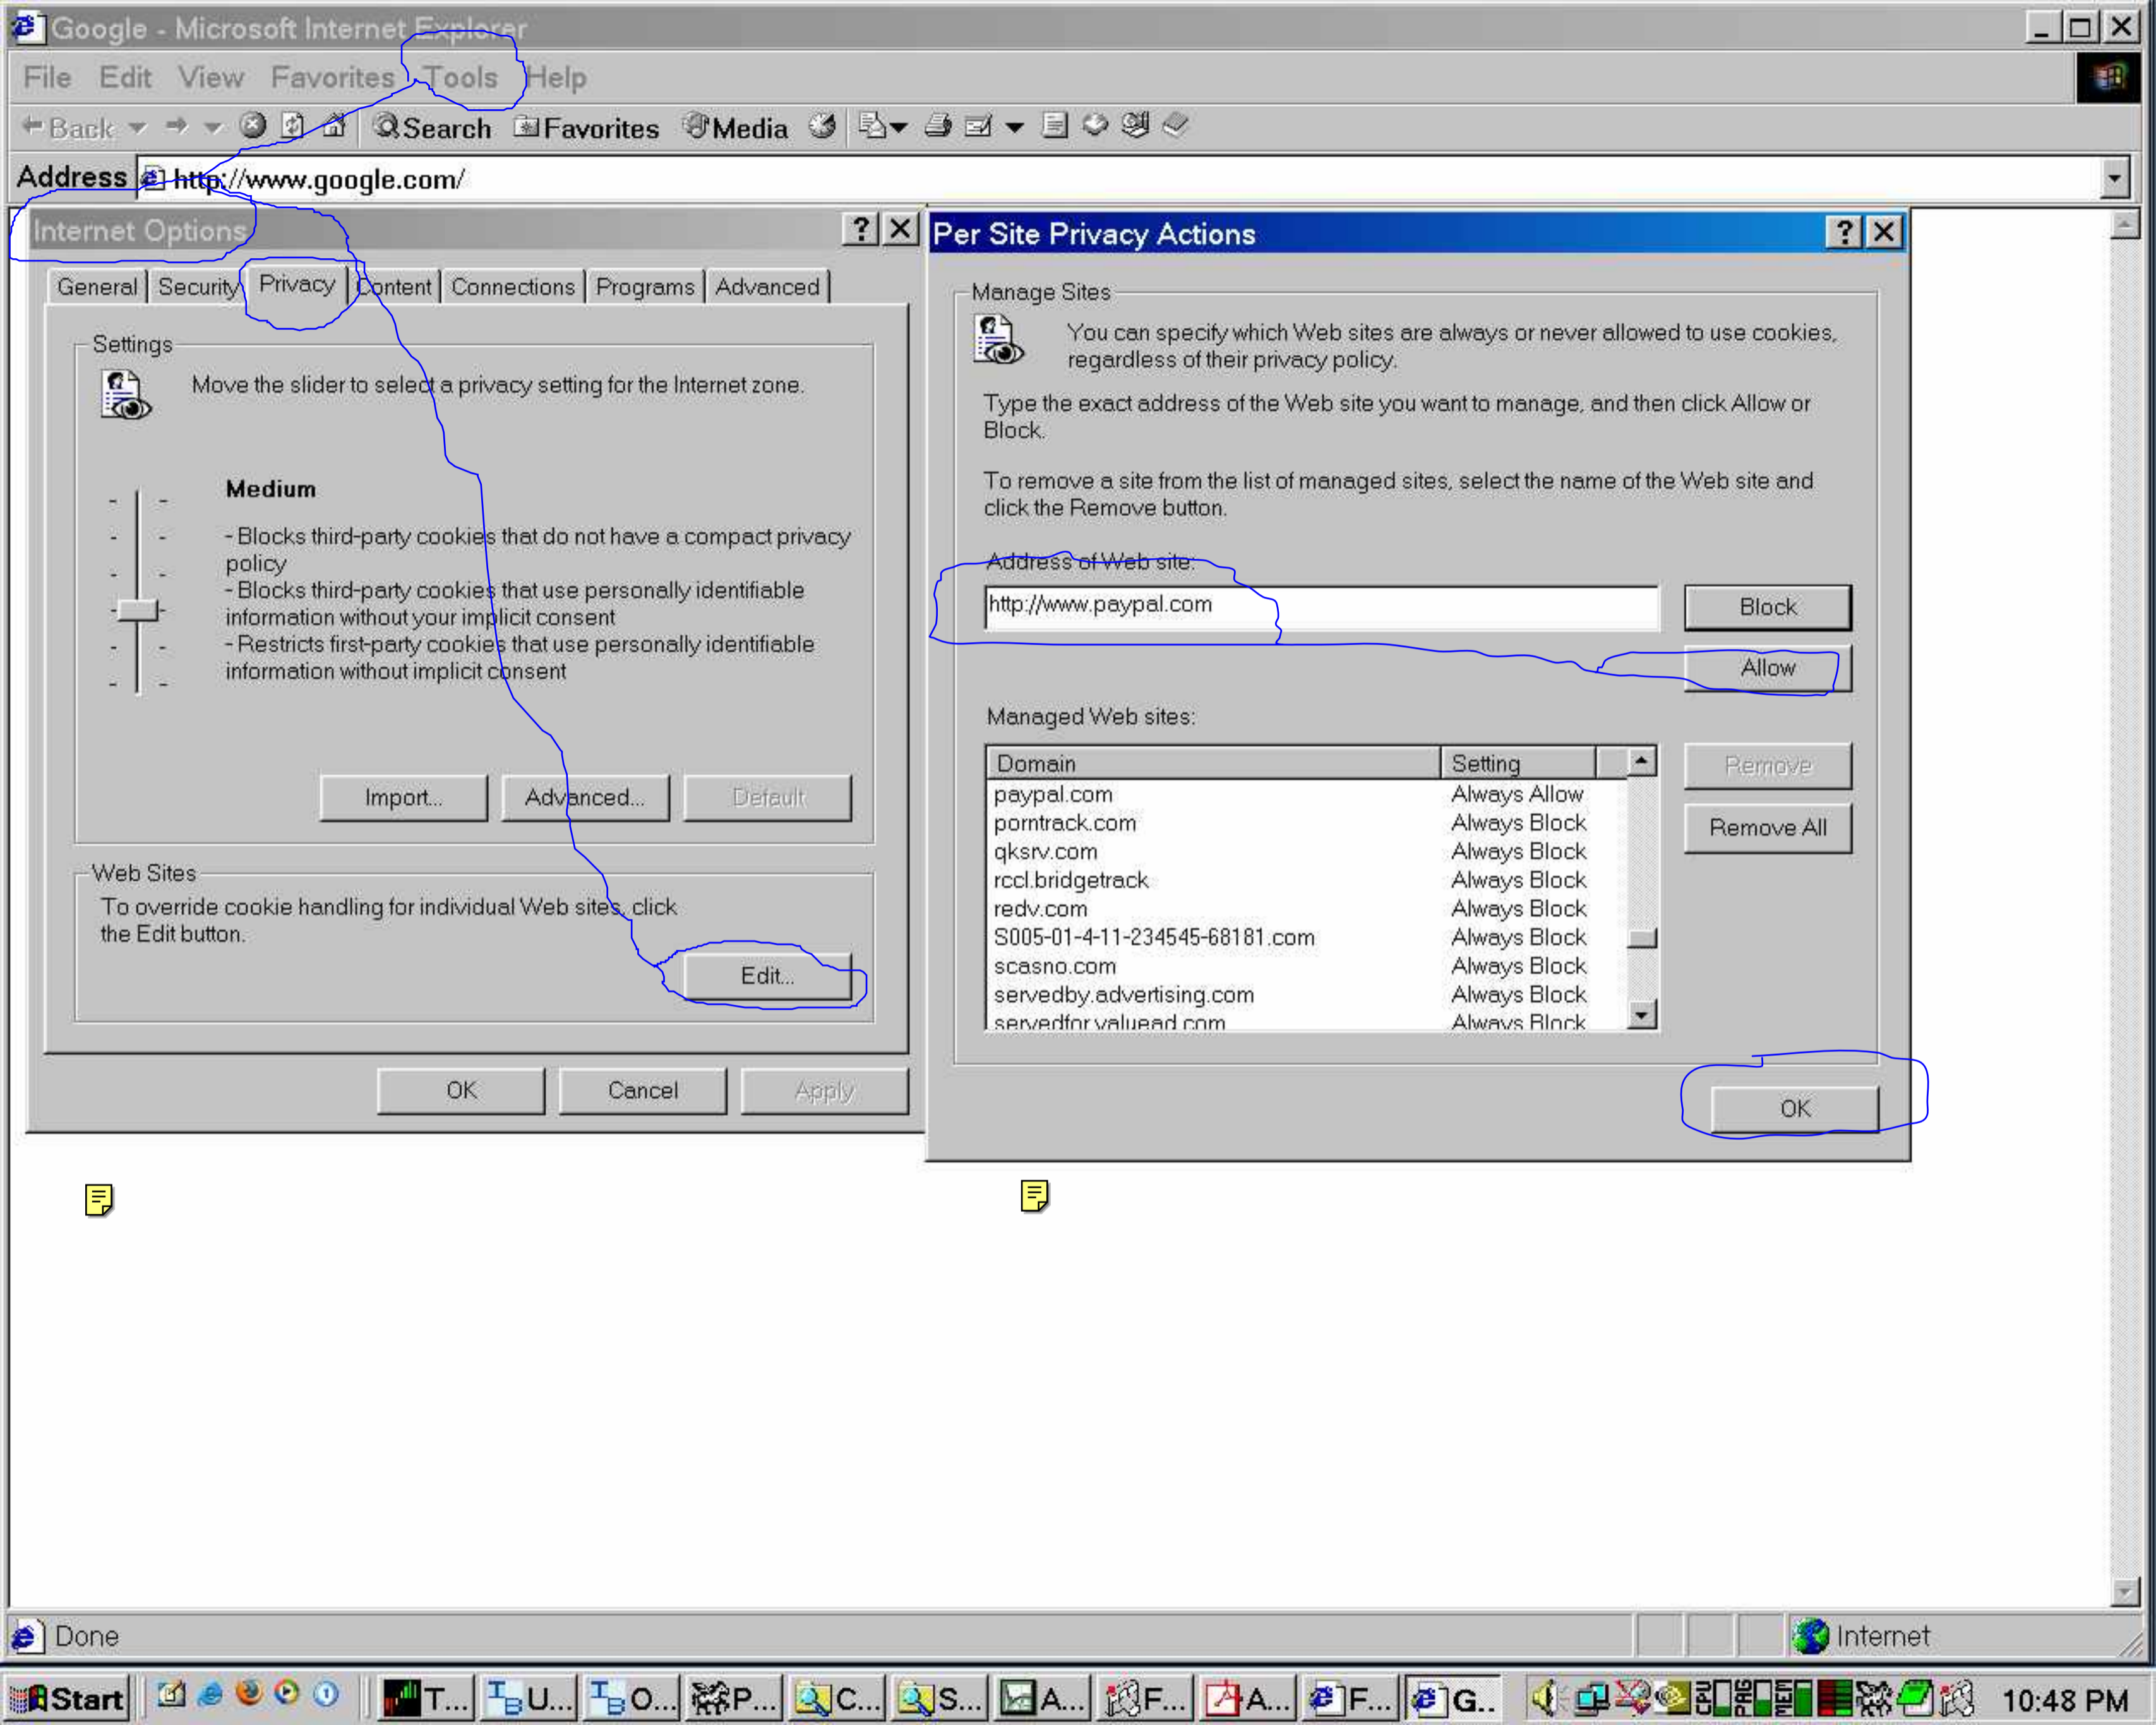 Google - Microsoft Internet Explorer
File Edit View Favorites Tools Help
Back Search Favorites Media
Address http://www.google.com/
Internet Options
General Security Privacy Content Connections Programs Advanced
Settings
Move the slider to select a privacy setting for the Internet zone.
Medium
- Blocks third-party cookies that do not have a compact privacy
policy
- Blocks third-party cookies that use personally identifiable
information without your implicit consent
- Restricts first-party cookies that use personally identifiable
information without implicit consent
Import... Advanced... Default
Web Sites
To override cookie handling for individual Web sites, click
the Edit button.
Edit...
OK Cancel Apply
Per Site Privacy Actions
Manage Sites
You can specify which Web sites are always or never allowed to use cookies,
regardless of their privacy policy.
Type the exact address of the Web site you want to manage, and then click Allow or
Block.
To remove a site from the list of managed sites, select the name of the Web site and
click the Remove button.
Address of Web site:
http://www.paypal.com
Block
Allow
Managed Web sites:
Domain Setting
Remove
paypal.com Always Allow
porntrack.com Always Block
Remove All
qksrv.com Always Block
rccl.bridgetrack Always Block
redv.com Always Block
S005-01-4-11-234545-68181.com Always Block
scasno.com Always Block
servedby.advertising.com Always Block
servedfor.valuead.com Always Block
OK
Done Internet
Start T... U... O... P... C... S... A... F... A... F... G.. CPU PAG MEM 10:48 PM